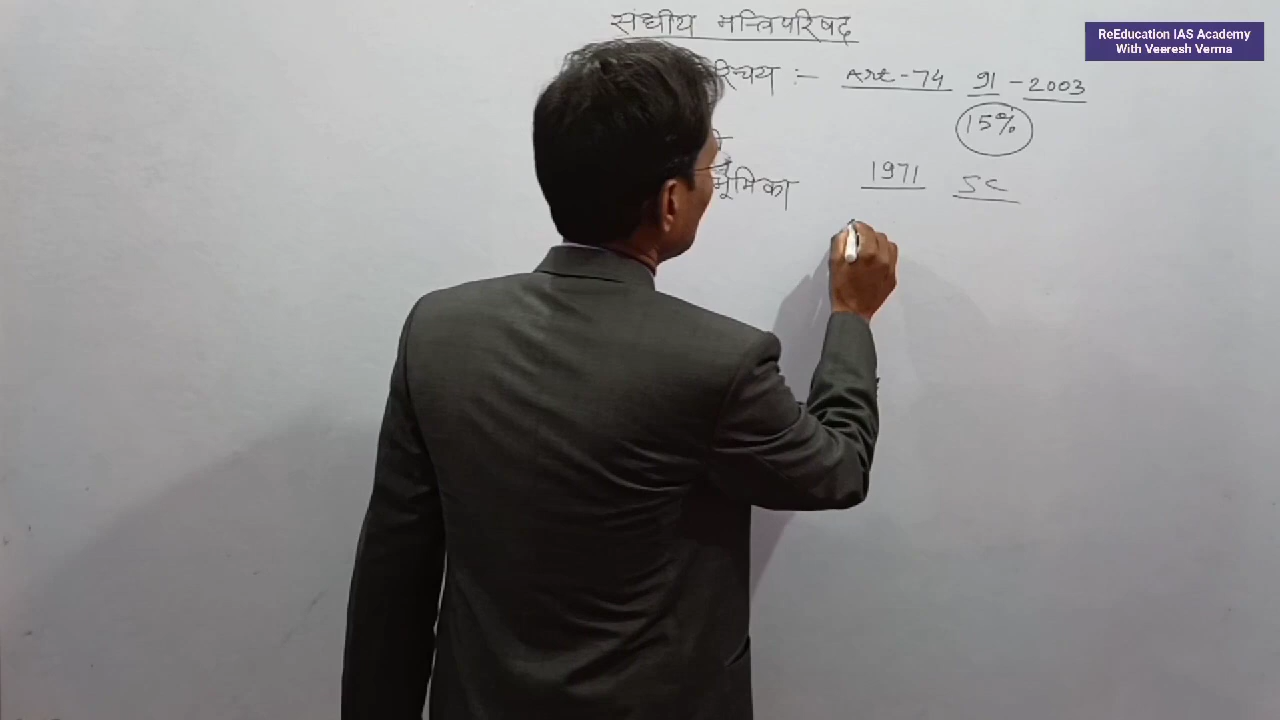 संघीय मन्त्रिपरिषद
ReEducation IAS Academy
With Veeresh Verma
रिचय :- Art-74 91-2003
15%
भूमिका 1971 SC